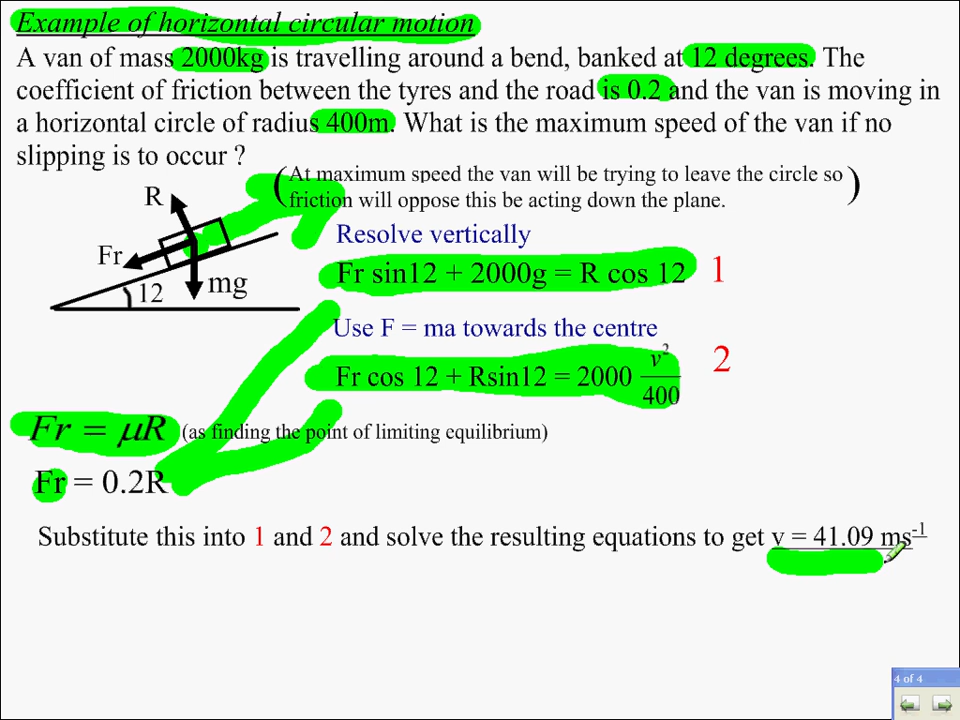 Example of horizontal circular motion
A van of mass 2000kg is travelling around a bend, banked at 12 degrees. The
coefficient of friction between the tyres and the road is 0.2 and the van is moving in
a horizontal circle of radius 400m. What is the maximum speed of the van if no
slipping is to occur ?
(At maximum speed the van will be trying to leave the circle so
friction will oppose this be acting down the plane.)
R
Fr
12
mg
Resolve vertically
Fr sin12 + 2000g = R cos 12 1
Use F = ma towards the centre
Fr cos 12 + Rsin12 = 2000 v²/400 2
Fr = μR (as finding the point of limiting equilibrium)
Fr = 0.2R
Substitute this into 1 and 2 and solve the resulting equations to get v = 41.09 ms⁻¹
4 of 4